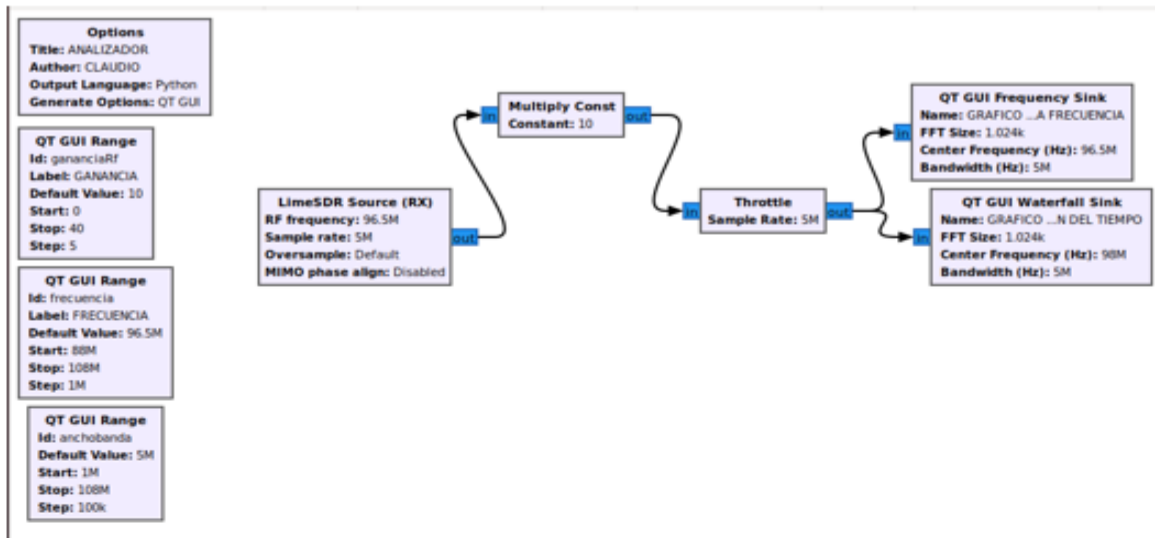 Options
Title: ANALIZADOR
Author: CLAUDIO
Output Language: Python
Generate Options: QT GUI
QT GUI Range
Id: gananciaRf
Label: GANANCIA
Default Value: 10
Start: 0
Stop: 40
Step: 5
QT GUI Range
Id: frecuencia
Label: FRECUENCIA
Default Value: 96.5M
Start: 88M
Stop: 108M
Step: 1M
QT GUI Range
Id: anchobanda
Default Value: 5M
Start: 1M
Stop: 108M
Step: 100k
LimeSDR Source (RX)
RF frequency: 96.5M
Sample rate: 5M
Oversample: Default
MIMO phase align: Disabled
out
in
Multiply Const
Constant: 10
out
in
Throttle
Sample Rate: 5M
out
in
QT GUI Frequency Sink
Name: GRAFICO ...A FRECUENCIA
FFT Size: 1.024k
Center Frequency (Hz): 96.5M
Bandwidth (Hz): 5M
in
QT GUI Waterfall Sink
Name: GRAFICO ...N DEL TIEMPO
FFT Size: 1.024k
Center Frequency (Hz): 98M
Bandwidth (Hz): 5M